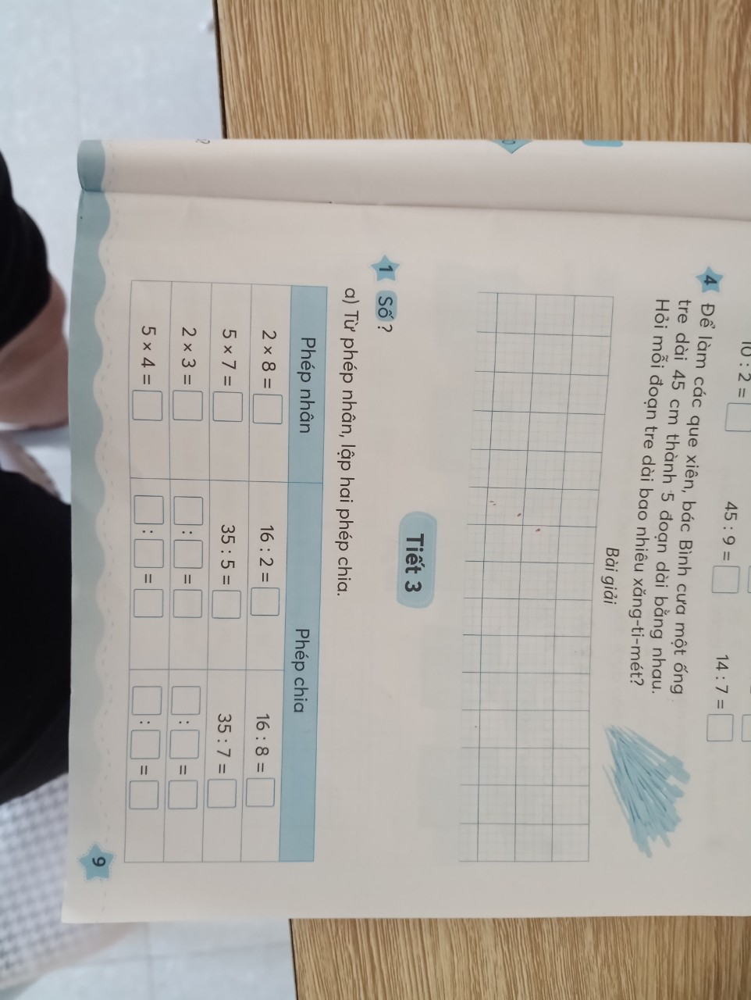 10 : 2 = 
45 : 9 = 
14 : 7 = 
4 Để làm các que xiên, bác Bình cưa một ống
tre dài 45 cm thành 5 đoạn dài bằng nhau.
Hỏi mỗi đoạn tre dài bao nhiêu xăng-ti-mét?
Bài giải
Tiết 3
1 Số ?
a) Từ phép nhân, lập hai phép chia.
Phép nhân Phép chia
2 × 8 = 16 : 2 = 16 : 8 =
5 × 7 = 35 : 5 = 35 : 7 =
2 × 3 = : = : =
5 × 4 = : = : =
9